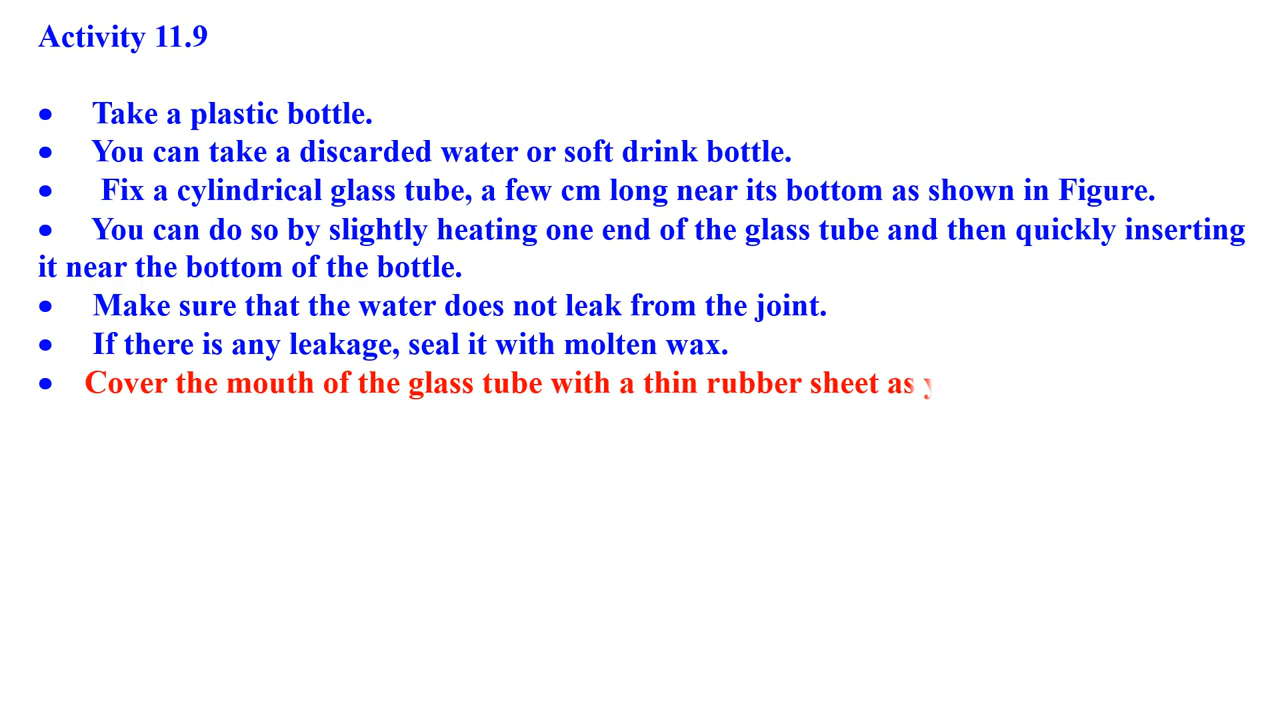 Activity 11.9
• Take a plastic bottle.
• You can take a discarded water or soft drink bottle.
• Fix a cylindrical glass tube, a few cm long near its bottom as shown in Figure.
• You can do so by slightly heating one end of the glass tube and then quickly inserting
it near the bottom of the bottle.
• Make sure that the water does not leak from the joint.
• If there is any leakage, seal it with molten wax.
• Cover the mouth of the glass tube with a thin rubber sheet as